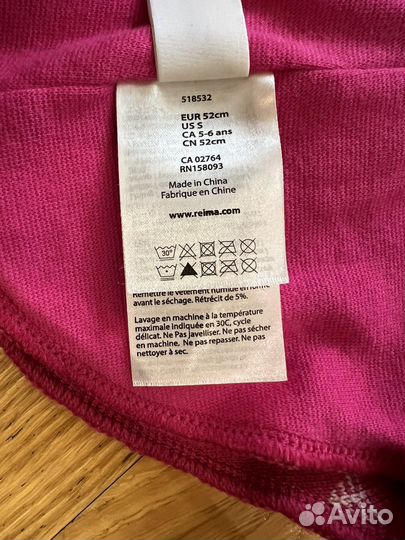 518532
EUR 52cm
US S
CA 5-6 ans
CN 52cm
CA 02764
RN158093
Made in China
Fabrique en Chine
www.reima.com
30°
Remettre le vêtement humide en forme
avant le séchage. Rétrécit de 5%.
Lavage en machine à la température
maximale indiquée en 30C, cycle
délicat. Ne Pas javelliser. Ne pas sécher
en machine. Ne pas repasser. Ne pas
nettoyer à sec.
Avito